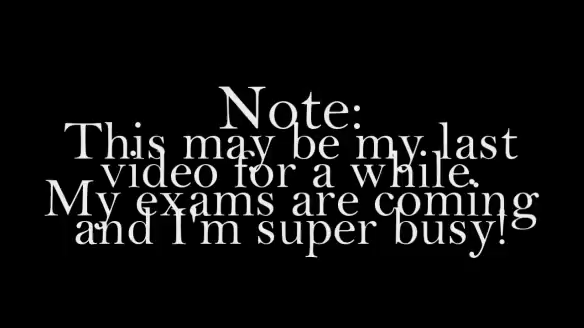 Note:
This may be my last
video for a while.
My exams are coming
and I'm super busy!